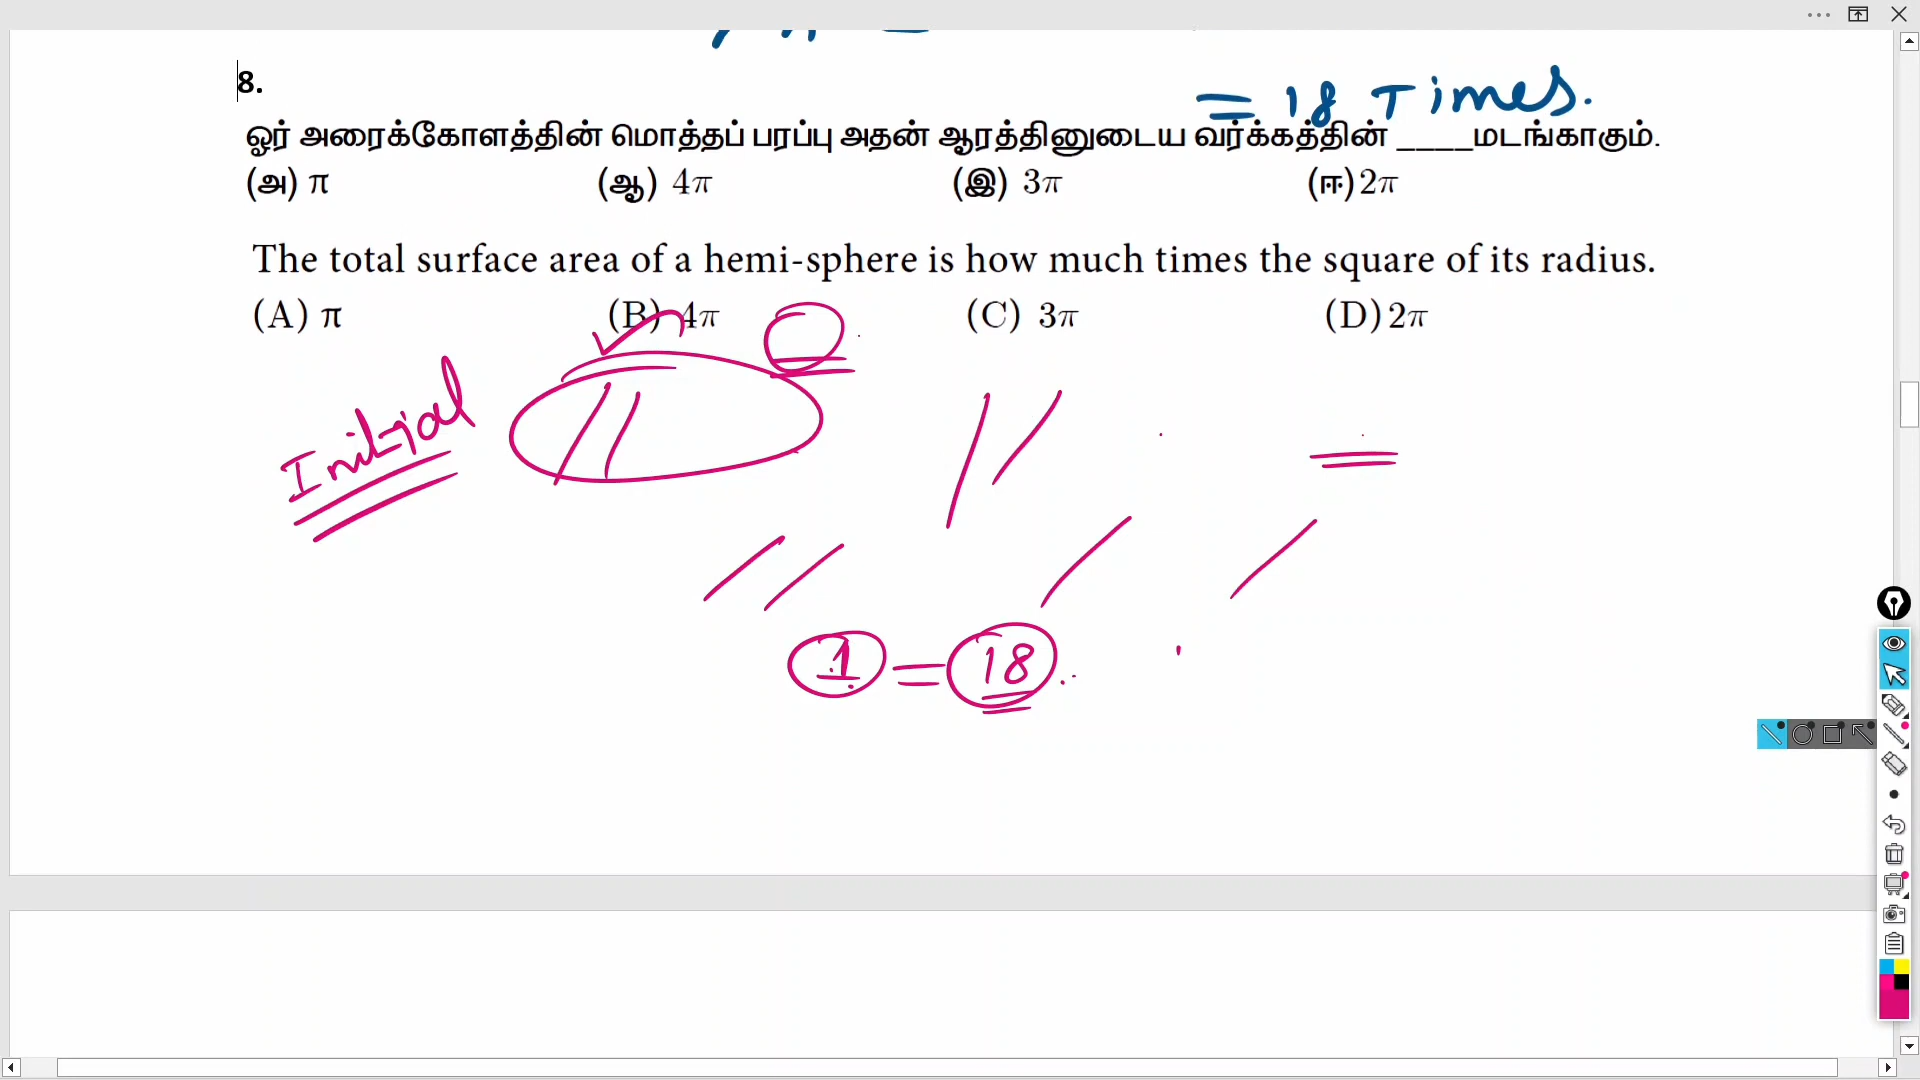 8.
= 18 Times.
ஓர் அரைக்கோளத்தின் மொத்தப் பரப்பு அதன் ஆரத்தினுடைய வர்க்கத்தின் ____மடங்காகும்.
(அ) π (ஆ) 4π (இ) 3π (ஈ)2π
The total surface area of a hemi-sphere is how much times the square of its radius.
(A) π (B) 4π (C) 3π (D) 2π
Initial
1 = 18